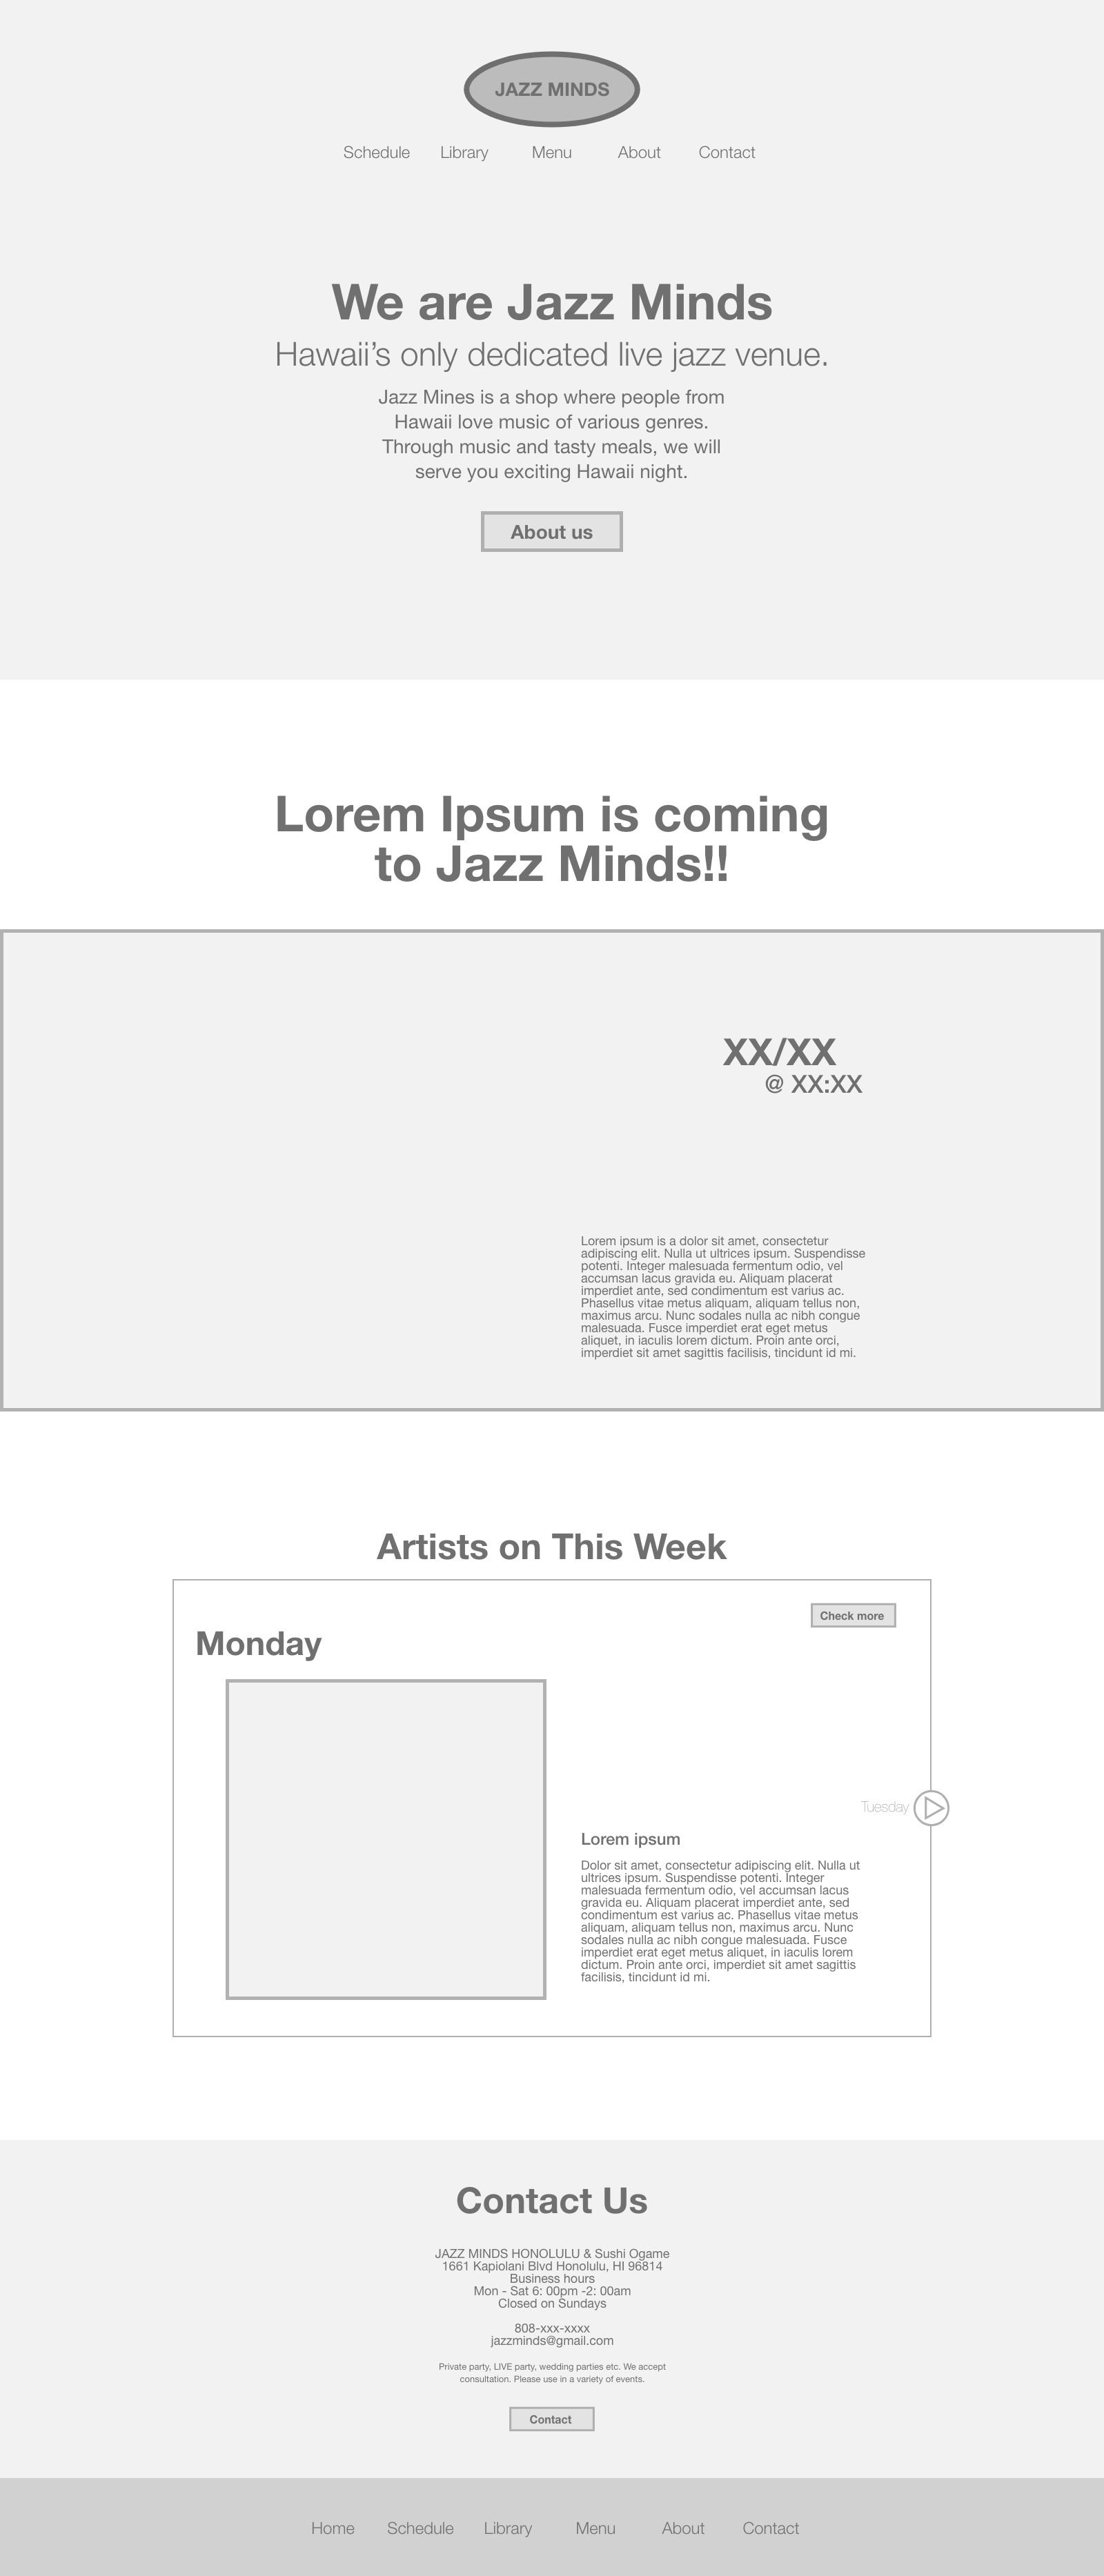 JAZZ MINDS
Schedule Library Menu About Contact
We are Jazz Minds
Hawaii’s only dedicated live jazz venue.
Jazz Mines is a shop where people from
Hawaii love music of various genres.
Through music and tasty meals, we will
serve you exciting Hawaii night.
About us
Lorem Ipsum is coming
to Jazz Minds!!
XX/XX
@ XX:XX
Lorem ipsum is a dolor sit amet, consectetur
adipiscing elit. Nulla ut ultrices ipsum. Suspendisse
potenti. Integer malesuada fermentum odio, vel
accumsan lacus gravida eu. Aliquam placerat
imperdiet ante, sed condimentum est varius ac.
Phasellus vitae metus aliquam, aliquam tellus non,
maximus arcu. Nunc sodales nulla ac nibh congue
malesuada. Fusce imperdiet erat eget metus
aliquet, in iaculis lorem dictum. Proin ante orci,
imperdiet sit amet sagittis facilisis, tincidunt id mi.
Artists on This Week
Check more
Monday
Tuesday
Lorem ipsum
Dolor sit amet, consectetur adipiscing elit. Nulla ut
ultrices ipsum. Suspendisse potenti. Integer
malesuada fermentum odio, vel accumsan lacus
gravida eu. Aliquam placerat imperdiet ante, sed
condimentum est varius ac. Phasellus vitae metus
aliquam, aliquam tellus non, maximus arcu. Nunc
sodales nulla ac nibh congue malesuada. Fusce
imperdiet erat eget metus aliquet, in iaculis lorem
dictum. Proin ante orci, imperdiet sit amet sagittis
facilisis, tincidunt id mi.
Contact Us
JAZZ MINDS HONOLULU & Sushi Ogame
1661 Kapiolani Blvd Honolulu, HI 96814
Business hours
Mon - Sat 6: 00pm -2: 00am
Closed on Sundays
808-xxx-xxxx
jazzminds@gmail.com
Private party, LIVE party, wedding parties etc. We accept
consultation. Please use in a variety of events.
Contact
Home Schedule Library Menu About Contact